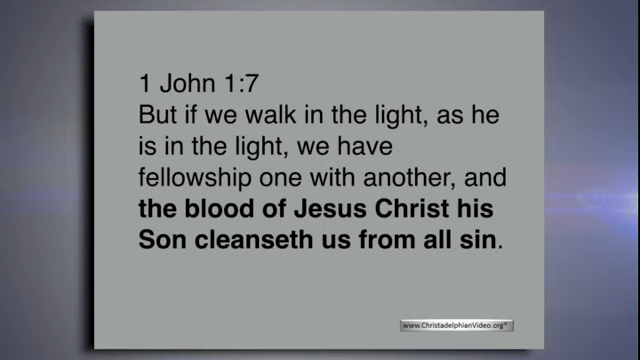 1 John 1:7
But if we walk in the light, as he
is in the light, we have
fellowship one with another, and
the blood of Jesus Christ his
Son cleanseth us from all sin.
www.ChristadelphianVideo.org*